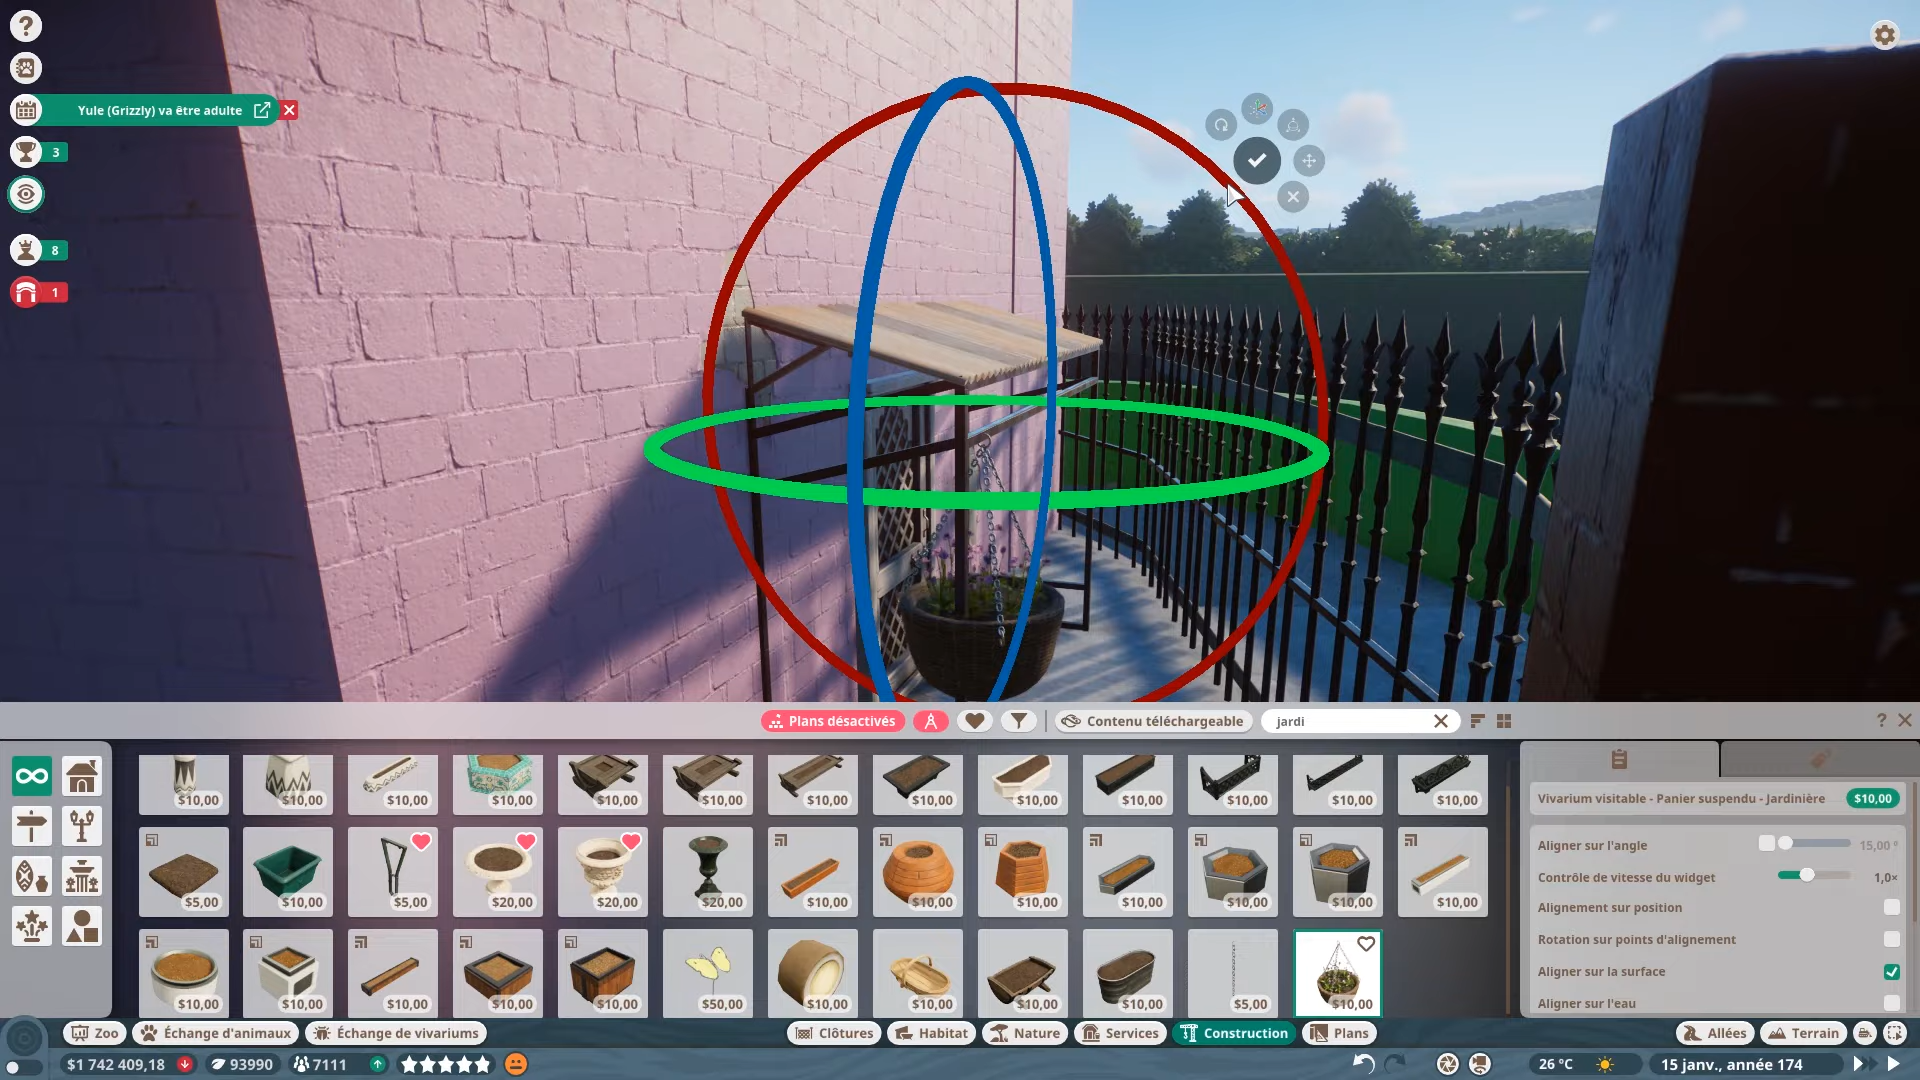 ?
Yule (Grizzly) va être adulte
3
8
1
Plans désactivés
Contenu téléchargeable
jardi
?
$10,00 $10,00 $10,00 $10,00 $10,00 $10,00 $10,00 $10,00 $10,00 $10,00 $10,00 $10,00 $10,00
$5,00 $10,00 $5,00 $20,00 $20,00 $20,00 $10,00 $10,00 $10,00 $10,00 $10,00 $10,00 $10,00
$10,00 $10,00 $10,00 $10,00 $10,00 $50,00 $10,00 $10,00 $10,00 $10,00 $5,00 $10,00
Vivarium visitable - Panier suspendu - Jardinière $10,00
Aligner sur l'angle 15,00 °
Contrôle de vitesse du widget 1,0×
Alignement sur position
Rotation sur points d'alignement
Aligner sur la surface
Aligner sur l'eau
Zoo Échange d'animaux Échange de vivariums Clôtures Habitat Nature Services Construction Plans Allées Terrain
$1 742 409,18 93990 7111 26 °C 15 janv., année 174